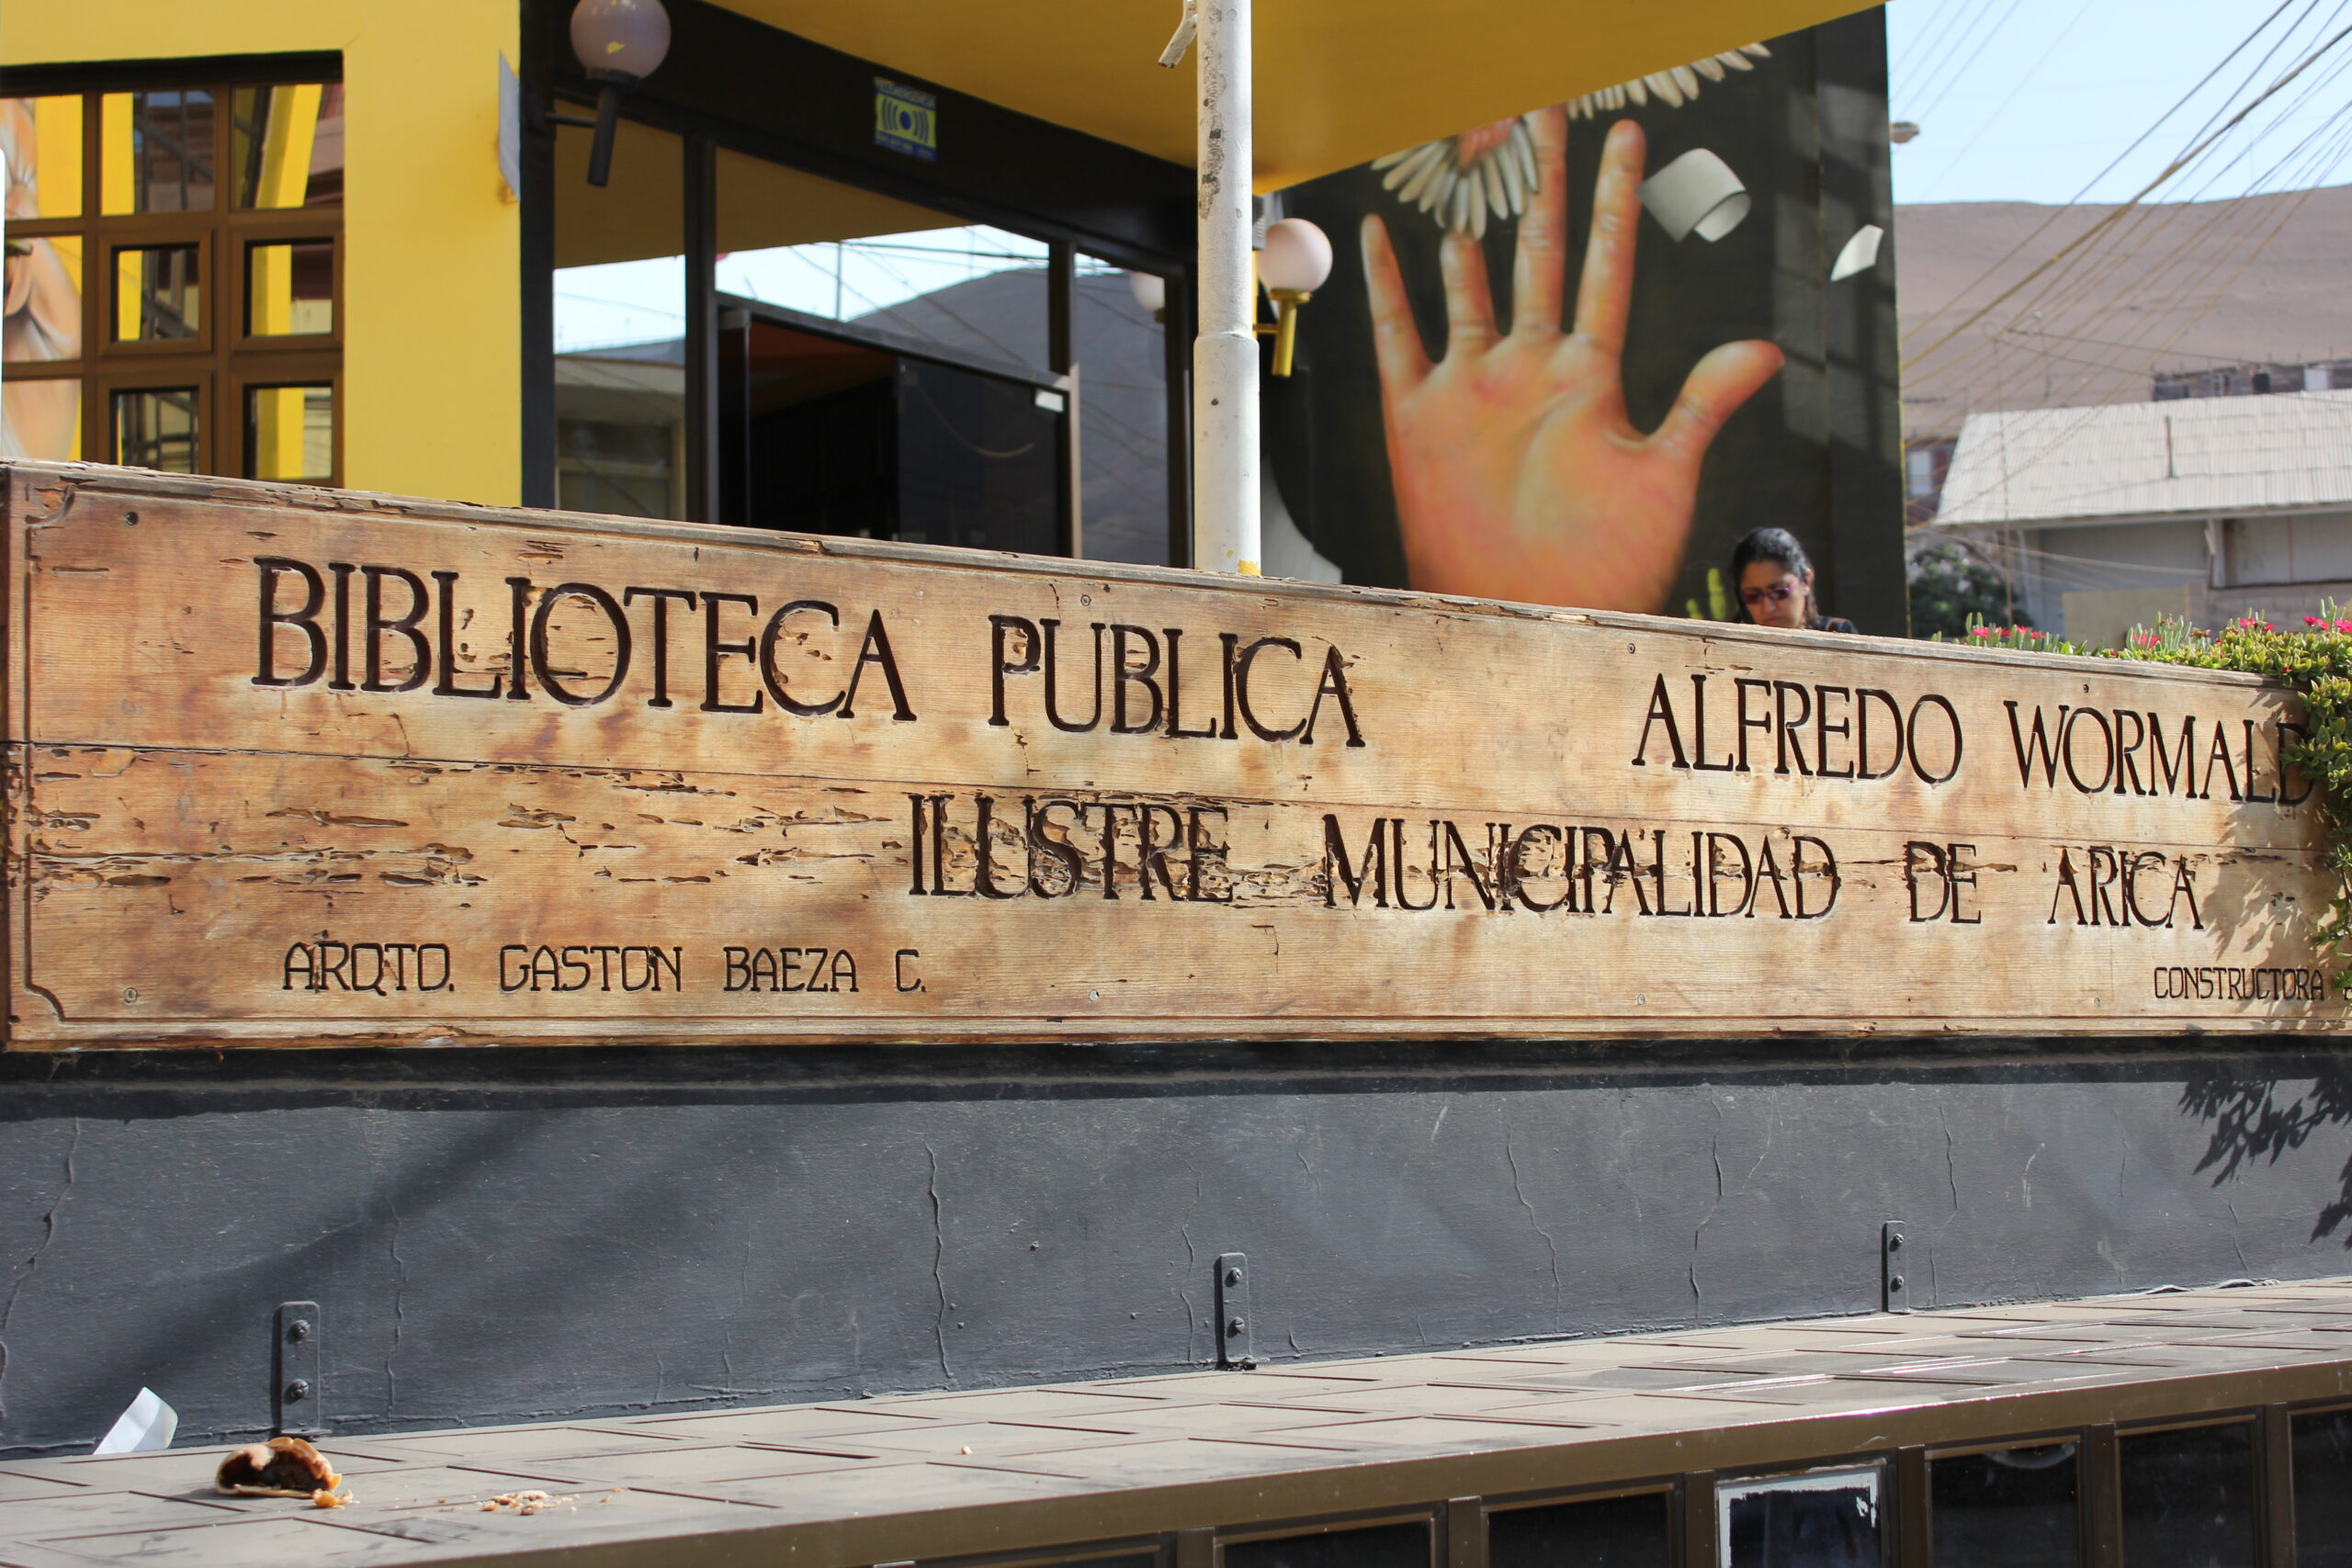 BIBLIOTECA PUBLICA ALFREDO WORMALD
ILUSTRE MUNICIPALIDAD DE ARICA
ARQTO. GASTON BAEZA C. CONSTRUCTORA